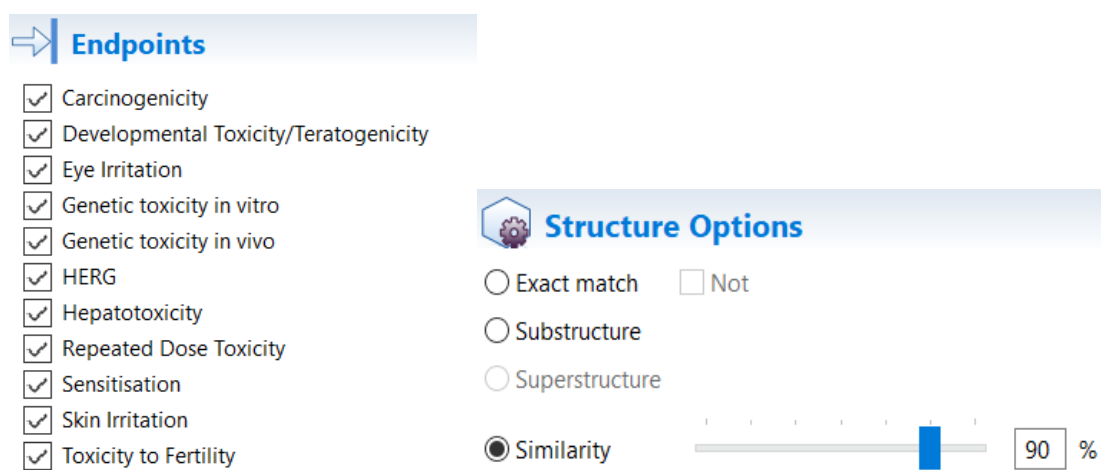 Endpoints
Carcinogenicity
Developmental Toxicity/Teratogenicity
Eye Irritation
Genetic toxicity in vitro
Genetic toxicity in vivo
HERG
Hepatotoxicity
Repeated Dose Toxicity
Sensitisation
Skin Irritation
Toxicity to Fertility
Structure Options
Exact match Not
Substructure
Superstructure
Similarity 90 %